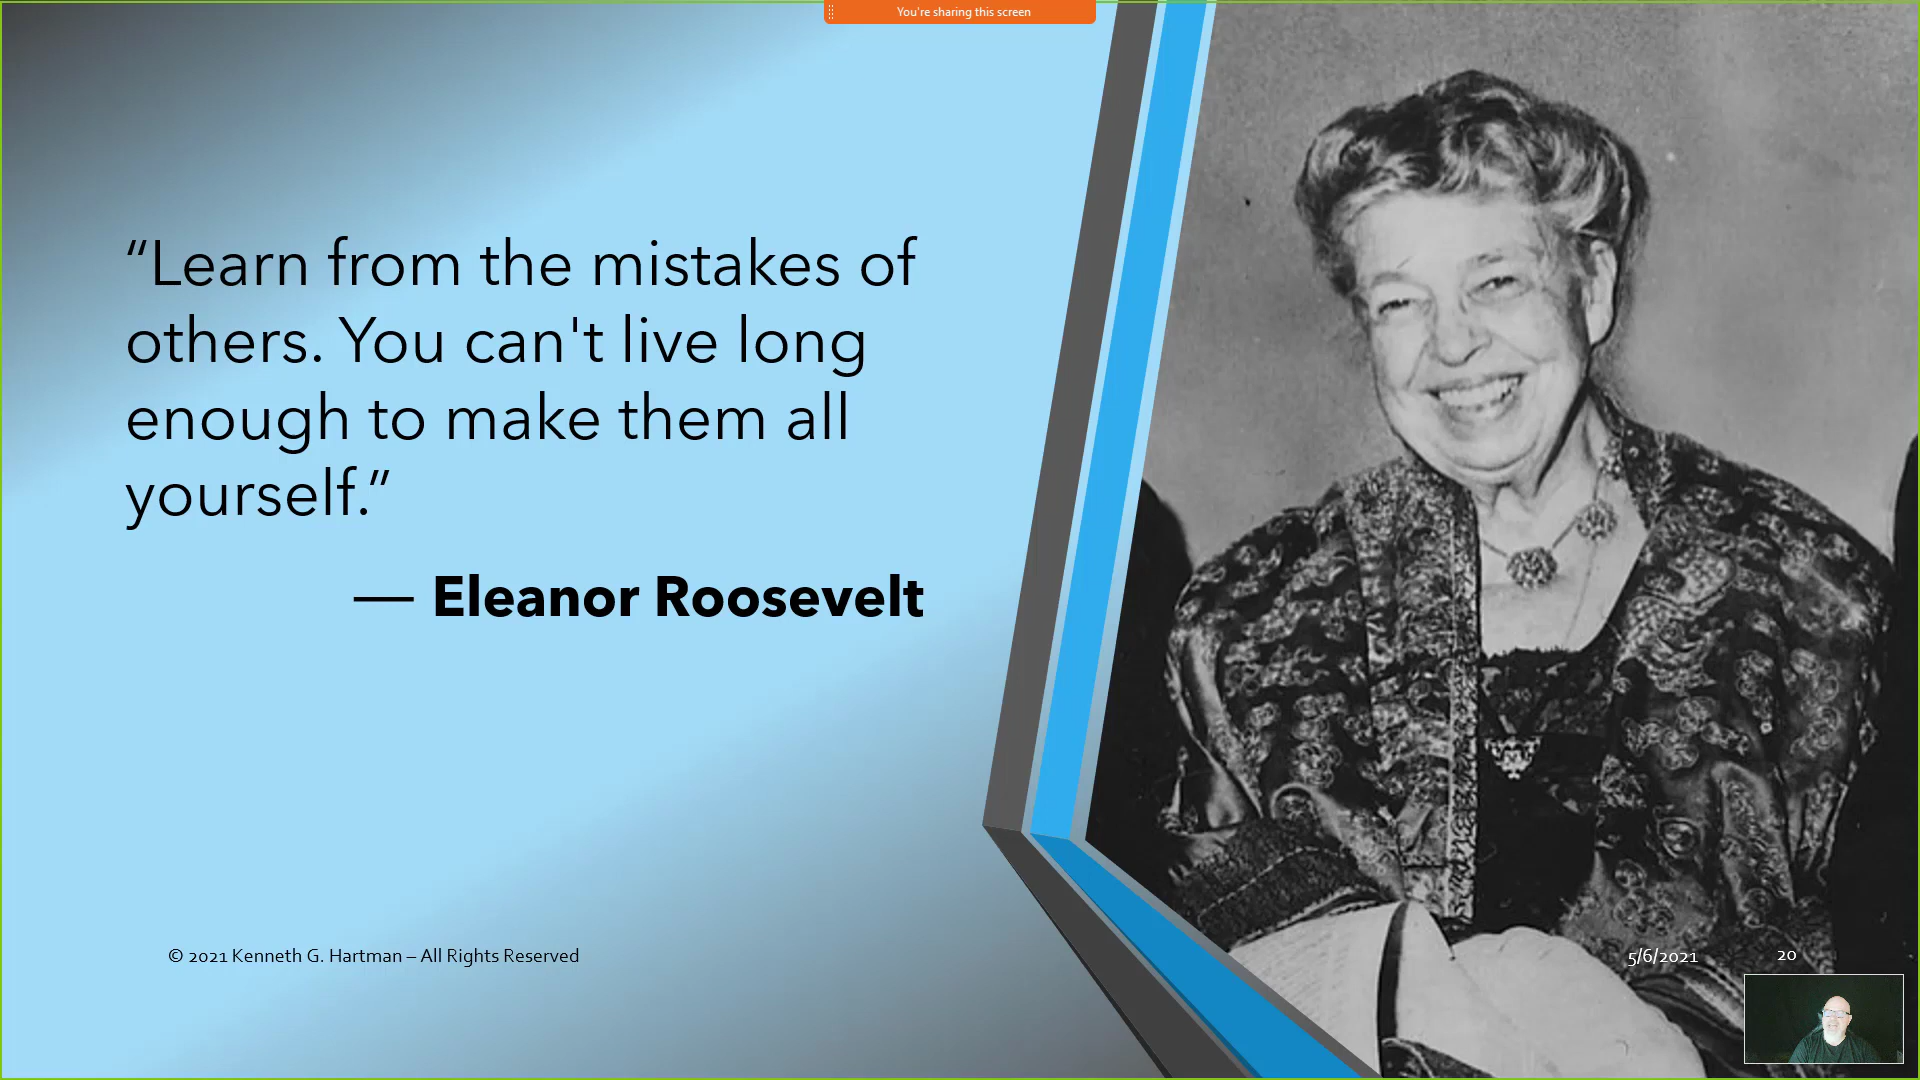 You're sharing this screen
“Learn from the mistakes of
others. You can't live long
enough to make them all
yourself.”
— Eleanor Roosevelt
© 2021 Kenneth G. Hartman – All Rights Reserved
5/6/2021
20